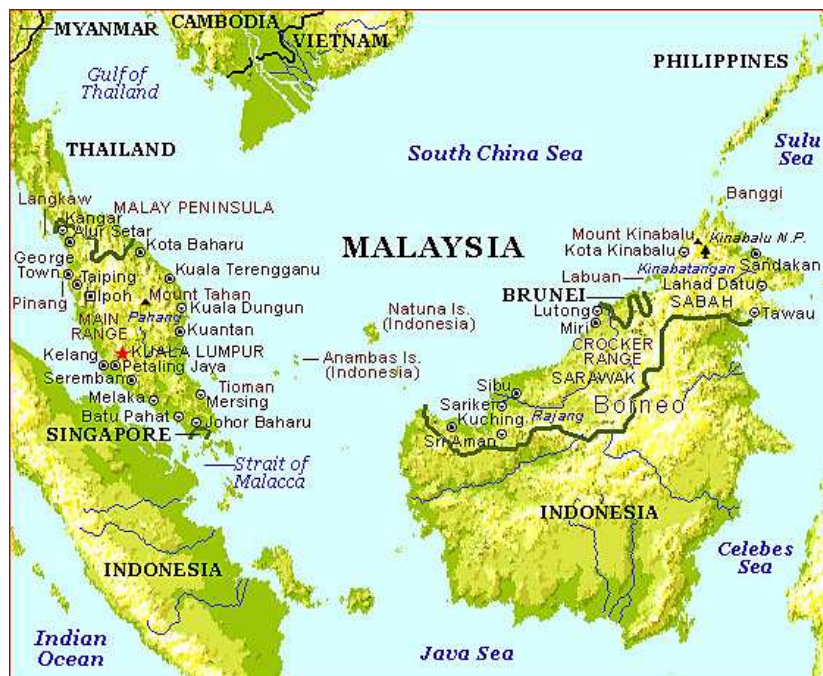 MYANMAR
CAMBODIA
VIETNAM
Gulf of
Thailand
PHILIPPINES
THAILAND
South China Sea
Sulu
Sea
Langkaw
MALAY PENINSULA
Banggi
Kangar
Alur Setar
Kota Baharu
MALAYSIA
Mount Kinabalu
Kinabalu N.P.
Kota Kinabalu
Sandakan
George
Town
Kuala Terengganu
Kinabatangan
Labuan
Lahad Datu
Taiping
Pinang
Ilpoh
Mount Tahan
Kuala Dungun
BRUNEI
SABAH
Natuna Is.
(Indonesia)
Lutong
Tawau
MAIN
RANGE
Pahang
Kuantan
Miri
CROCKER
RANGE
KUALA LUMPUR
Kelang
Petaling Jaya
Anambas Is.
(Indonesia)
SARAWAK
Seremban
Tioman
Mersing
Sibu
Melaka
Sarikei
Borneo
Batu Pahat
Johor Baharu
Kuching
Rajang
SINGAPORE
Sri Aman
Strait of
Malacca
INDONESIA
INDONESIA
Celebes
Sea
Indian
Ocean
Java Sea